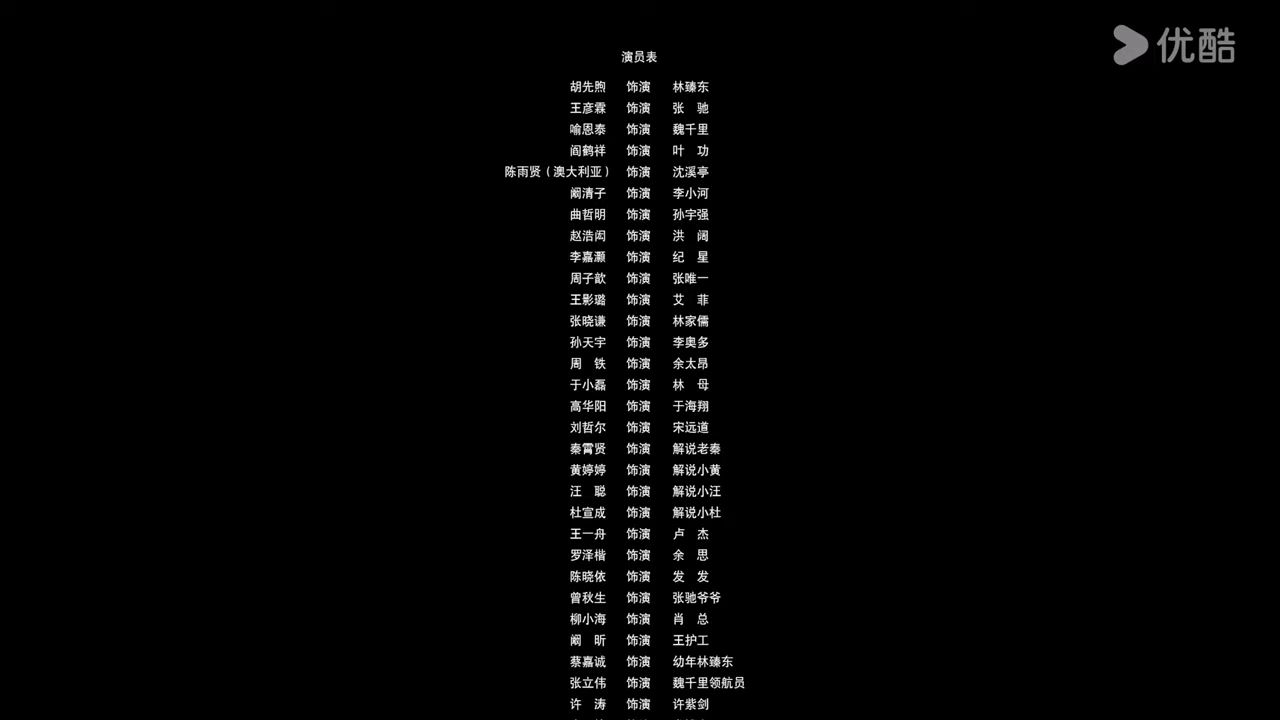 优酷
演员表
胡先煦 饰演 林臻东
王彦霖 饰演 张 驰
喻恩泰 饰演 魏千里
阎鹤祥 饰演 叶 功
陈雨贤（澳大利亚） 饰演 沈溪亭
阚清子 饰演 李小河
曲哲明 饰演 孙宇强
赵浩闳 饰演 洪 阔
李嘉灏 饰演 纪 星
周子歆 饰演 张唯一
王影璐 饰演 艾 菲
张晓谦 饰演 林家儒
孙天宇 饰演 李奥多
周 铁 饰演 余太昂
于小磊 饰演 林 母
高华阳 饰演 于海翔
刘哲尔 饰演 宋远道
秦霄贤 饰演 解说老秦
黄婷婷 饰演 解说小黄
汪 聪 饰演 解说小汪
杜宣成 饰演 解说小杜
王一舟 饰演 卢 杰
罗泽楷 饰演 余 思
陈晓依 饰演 发 发
曾秋生 饰演 张驰爷爷
柳小海 饰演 肖 总
阚 昕 饰演 王护工
蔡嘉诚 饰演 幼年林臻东
张立伟 饰演 魏千里领航员
许 涛 饰演 许紫剑